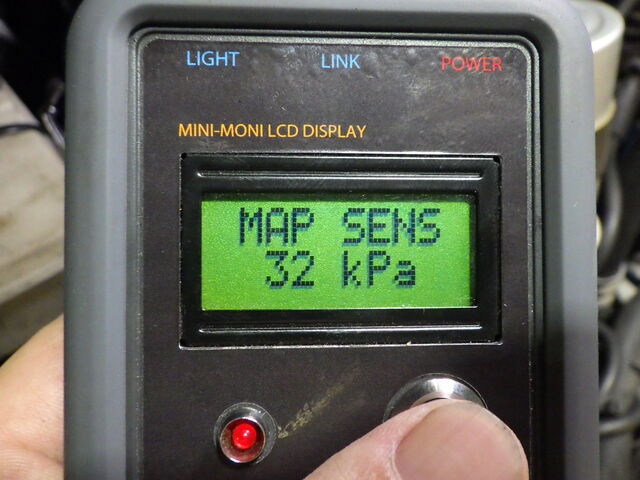 LIGHT LINK POWER
MINI-MONI LCD DISPLAY
MAP SENS
32 kPa